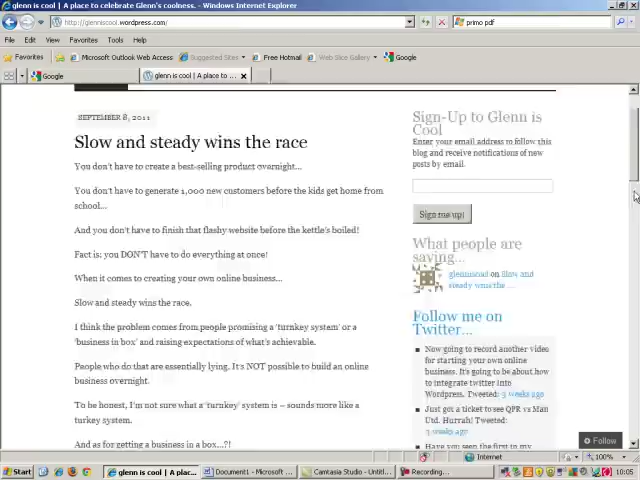 glenn is cool | A place to celebrate Glenn's coolness. - Windows Internet Explorer
http://glenniscool.wordpress.com/
primo pdf
File Edit View Favorites Tools Help
Favorites Microsoft Outlook Web Access Suggested Sites Free Hotmail Web Slice Gallery Google
Google glenn is cool | A place to ...
SEPTEMBER 8, 2011
Slow and steady wins the race
You don't have to create a best-selling product overnight...
You don't have to generate 1,000 new customers before the kids get home from
school...
And you don't have to finish that flashy website before the kettle's boiled!
Fact is: you DON'T have to do everything at once!
When it comes to creating your own online business...
Slow and steady wins the race.
I think the problem comes from people promising a 'turnkey system' or a
'business in box' and raising expectations of what's achievable.
People who do that are essentially lying. It's NOT possible to build an online
business overnight.
To be honest, I'm not sure what a 'turnkey' system is – sounds more like a
turkey system.
And as for getting a business in a box...?!
Sign-Up to Glenn is
Cool
Enter your email address to follow this
blog and receive notifications of new
posts by email.
Sign me up!
What people are
saying...
glenniscool on Slow and
steady wins the ...
Follow me on
Twitter...
Now going to record another video
for starting your own online
business. It's going to be about how
to integrate twitter into
Wordpress. Tweeted: 3 weeks ago
Just got a ticket to see QPR vs Man
Utd. Hurrah! Tweeted:
3 weeks ago
Have you seen the first in my
Follow
Internet 100%
Start glenn is cool | A plac... Document1 - Microsoft ... Camtasia Studio - Untitl... Recording... 10:05